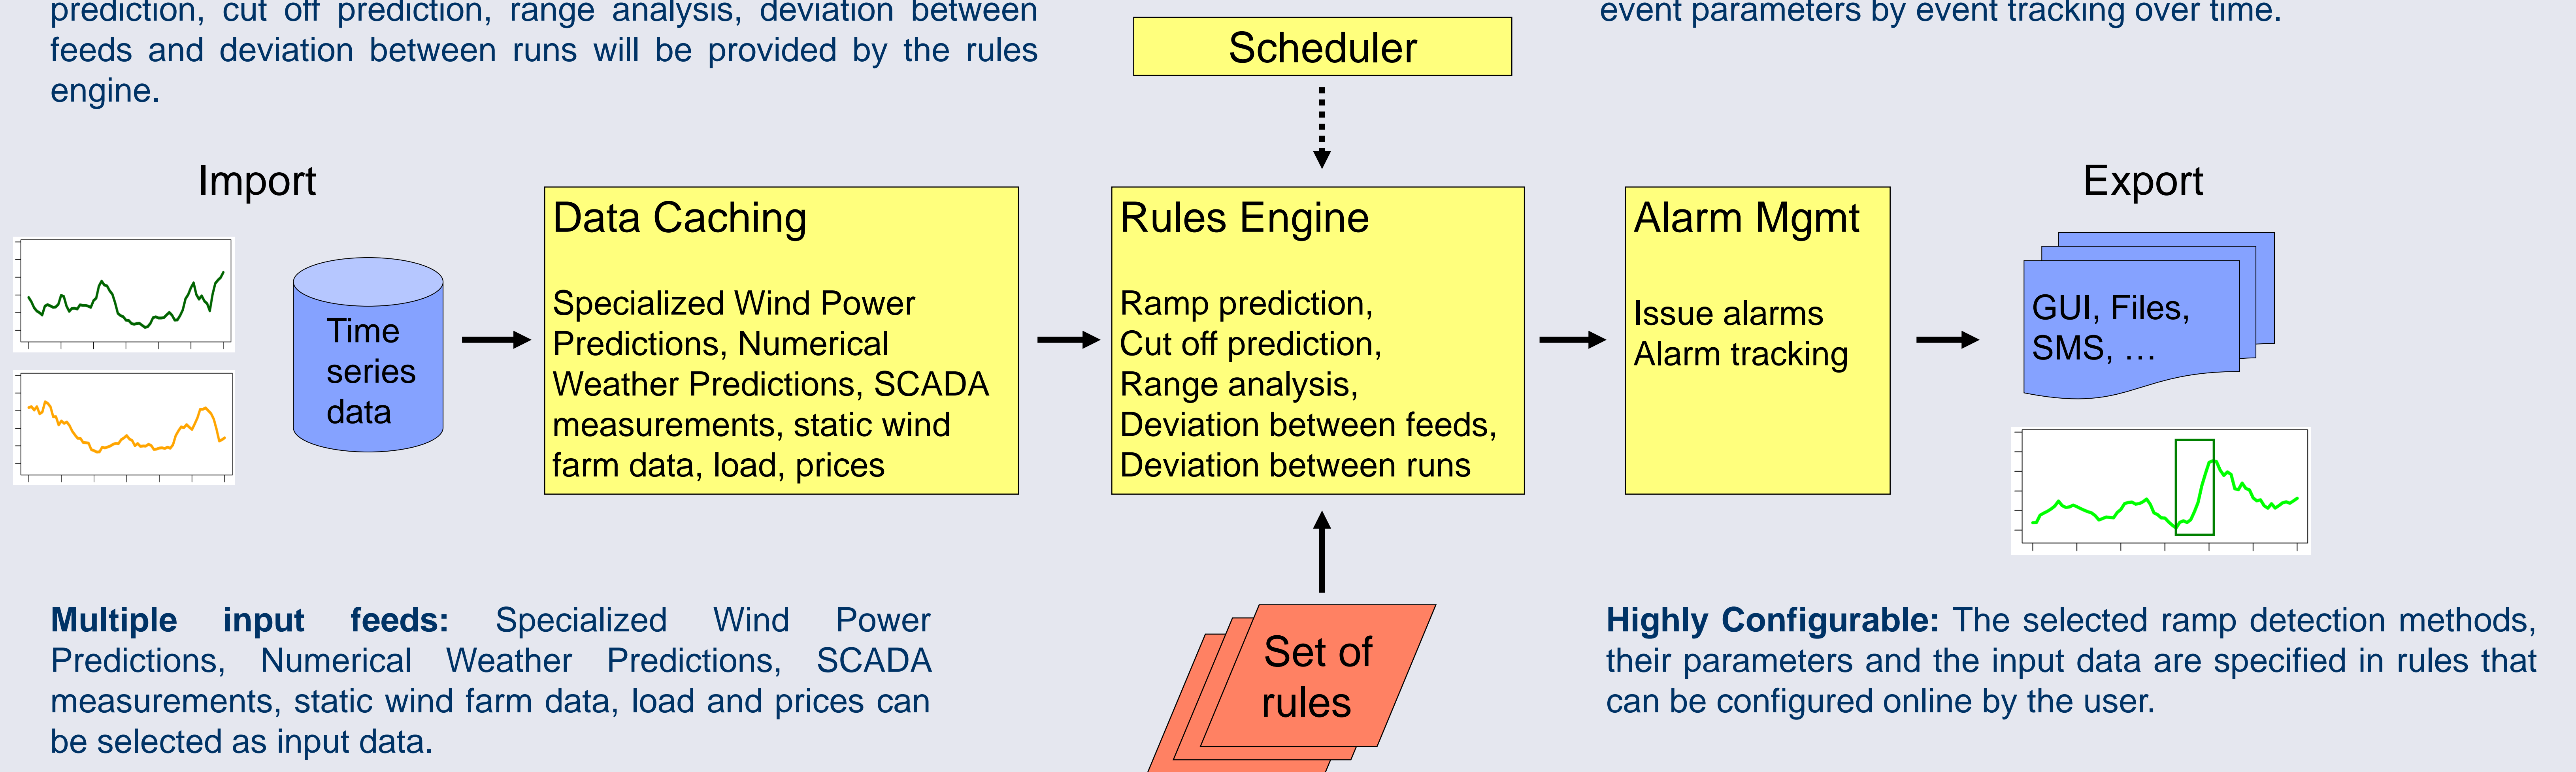 prediction, cut off prediction, range analysis, deviation between
feeds and deviation between runs will be provided by the rules
engine.
event parameters by event tracking over time.
Scheduler
Import
Time
series
data
Data Caching
Specialized Wind Power
Predictions, Numerical
Weather Predictions, SCADA
measurements, static wind
farm data, load, prices
Rules Engine
Ramp prediction,
Cut off prediction,
Range analysis,
Deviation between feeds,
Deviation between runs
Alarm Mgmt
Issue alarms
Alarm tracking
Export
GUI, Files,
SMS, …
Set of
rules
Multiple input feeds: Specialized Wind Power
Predictions, Numerical Weather Predictions, SCADA
measurements, static wind farm data, load and prices can
be selected as input data.
Highly Configurable: The selected ramp detection methods,
their parameters and the input data are specified in rules that
can be configured online by the user.